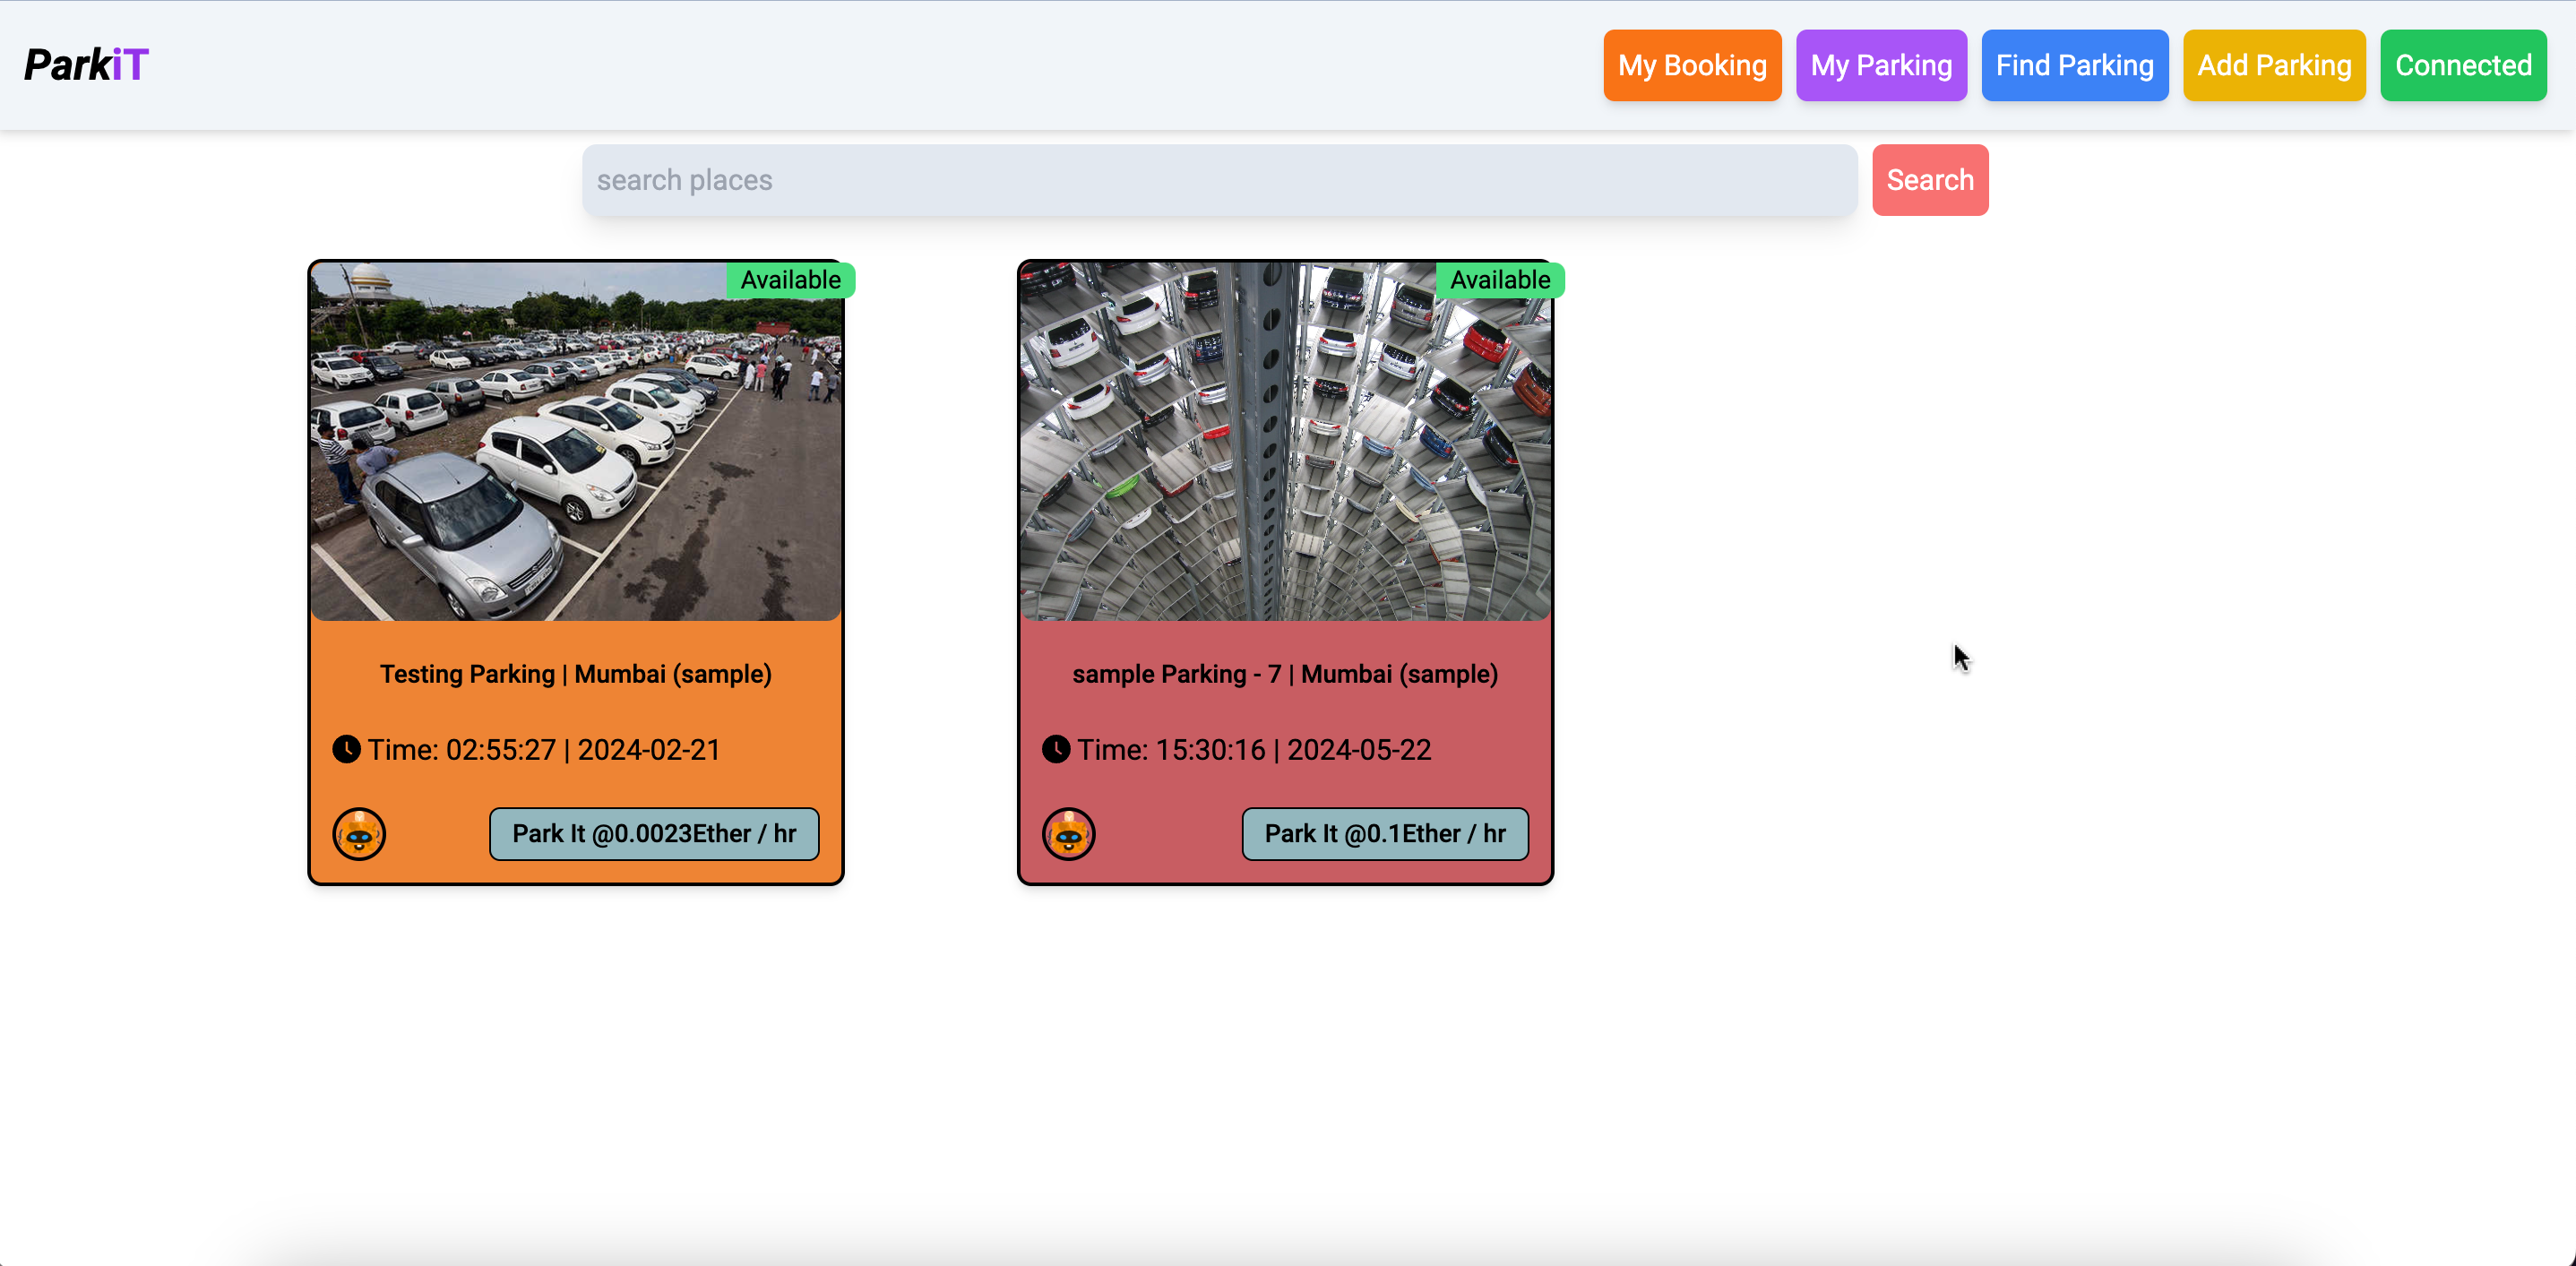 ParkiT
My Booking
My Parking
Find Parking
Add Parking
Connected
search places
Search
Available
Testing Parking | Mumbai (sample)
Time: 02:55:27 | 2024-02-21
Park It @0.0023Ether / hr
Available
sample Parking - 7 | Mumbai (sample)
Time: 15:30:16 | 2024-05-22
Park It @0.1Ether / hr